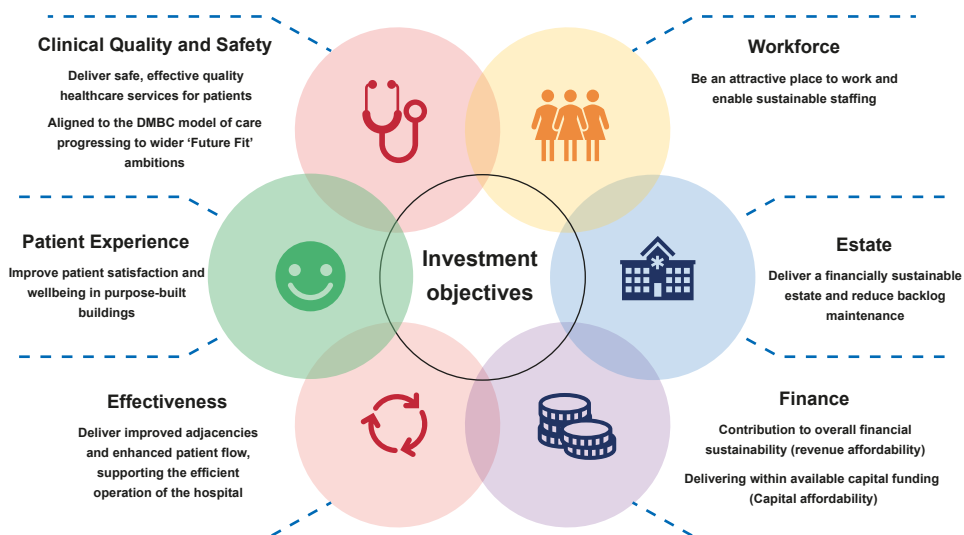 Clinical Quality and Safety
Deliver safe, effective quality
healthcare services for patients
Aligned to the DMBC model of care
progressing to wider ‘Future Fit’
ambitions
Workforce
Be an attractive place to work and
enable sustainable staffing
Patient Experience
Improve patient satisfaction and
wellbeing in purpose-built
buildings
Investment
objectives
Estate
Deliver a financially sustainable
estate and reduce backlog
maintenance
Effectiveness
Deliver improved adjacencies
and enhanced patient flow,
supporting the efficient
operation of the hospital
Finance
Contribution to overall financial
sustainability (revenue affordability)
Delivering within available capital funding
(Capital affordability)